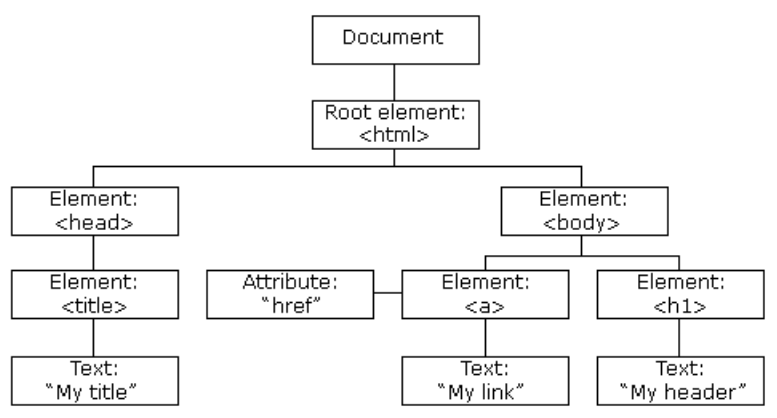 Document
Root element:
<html>
Element:
<head>
Element:
<body>
Element:
<title>
Attribute:
“href”
Element:
<a>
Element:
<h1>
Text:
“My title”
Text:
“My link”
Text:
“My header”